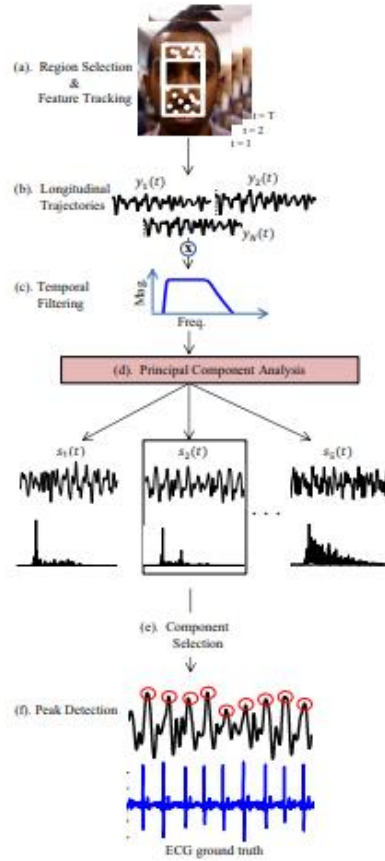 (a). Region Selection
&
Feature Tracking
t = T
t = 2
t = 1
(b). Longitudinal
Trajectories
y₁(t)
y₂(t)
y_N(t)
X
(c). Temporal
Filtering
Mag.
Freq.
(d). Principal Component Analysis
s₁(t)
s₂(t)
s₅(t)
. . .
(e). Component
Selection
(f). Peak Detection
ECG ground truth